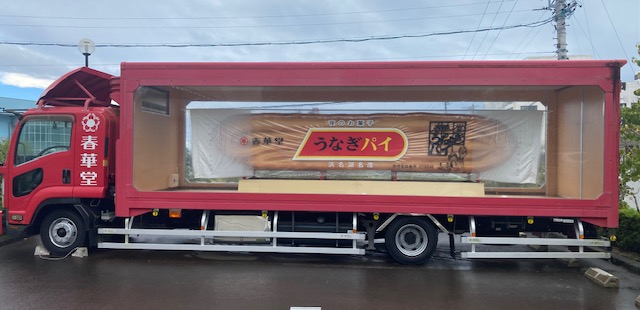 春華堂
夜のお菓子
春華堂
うなぎパイ
浜名湖名産